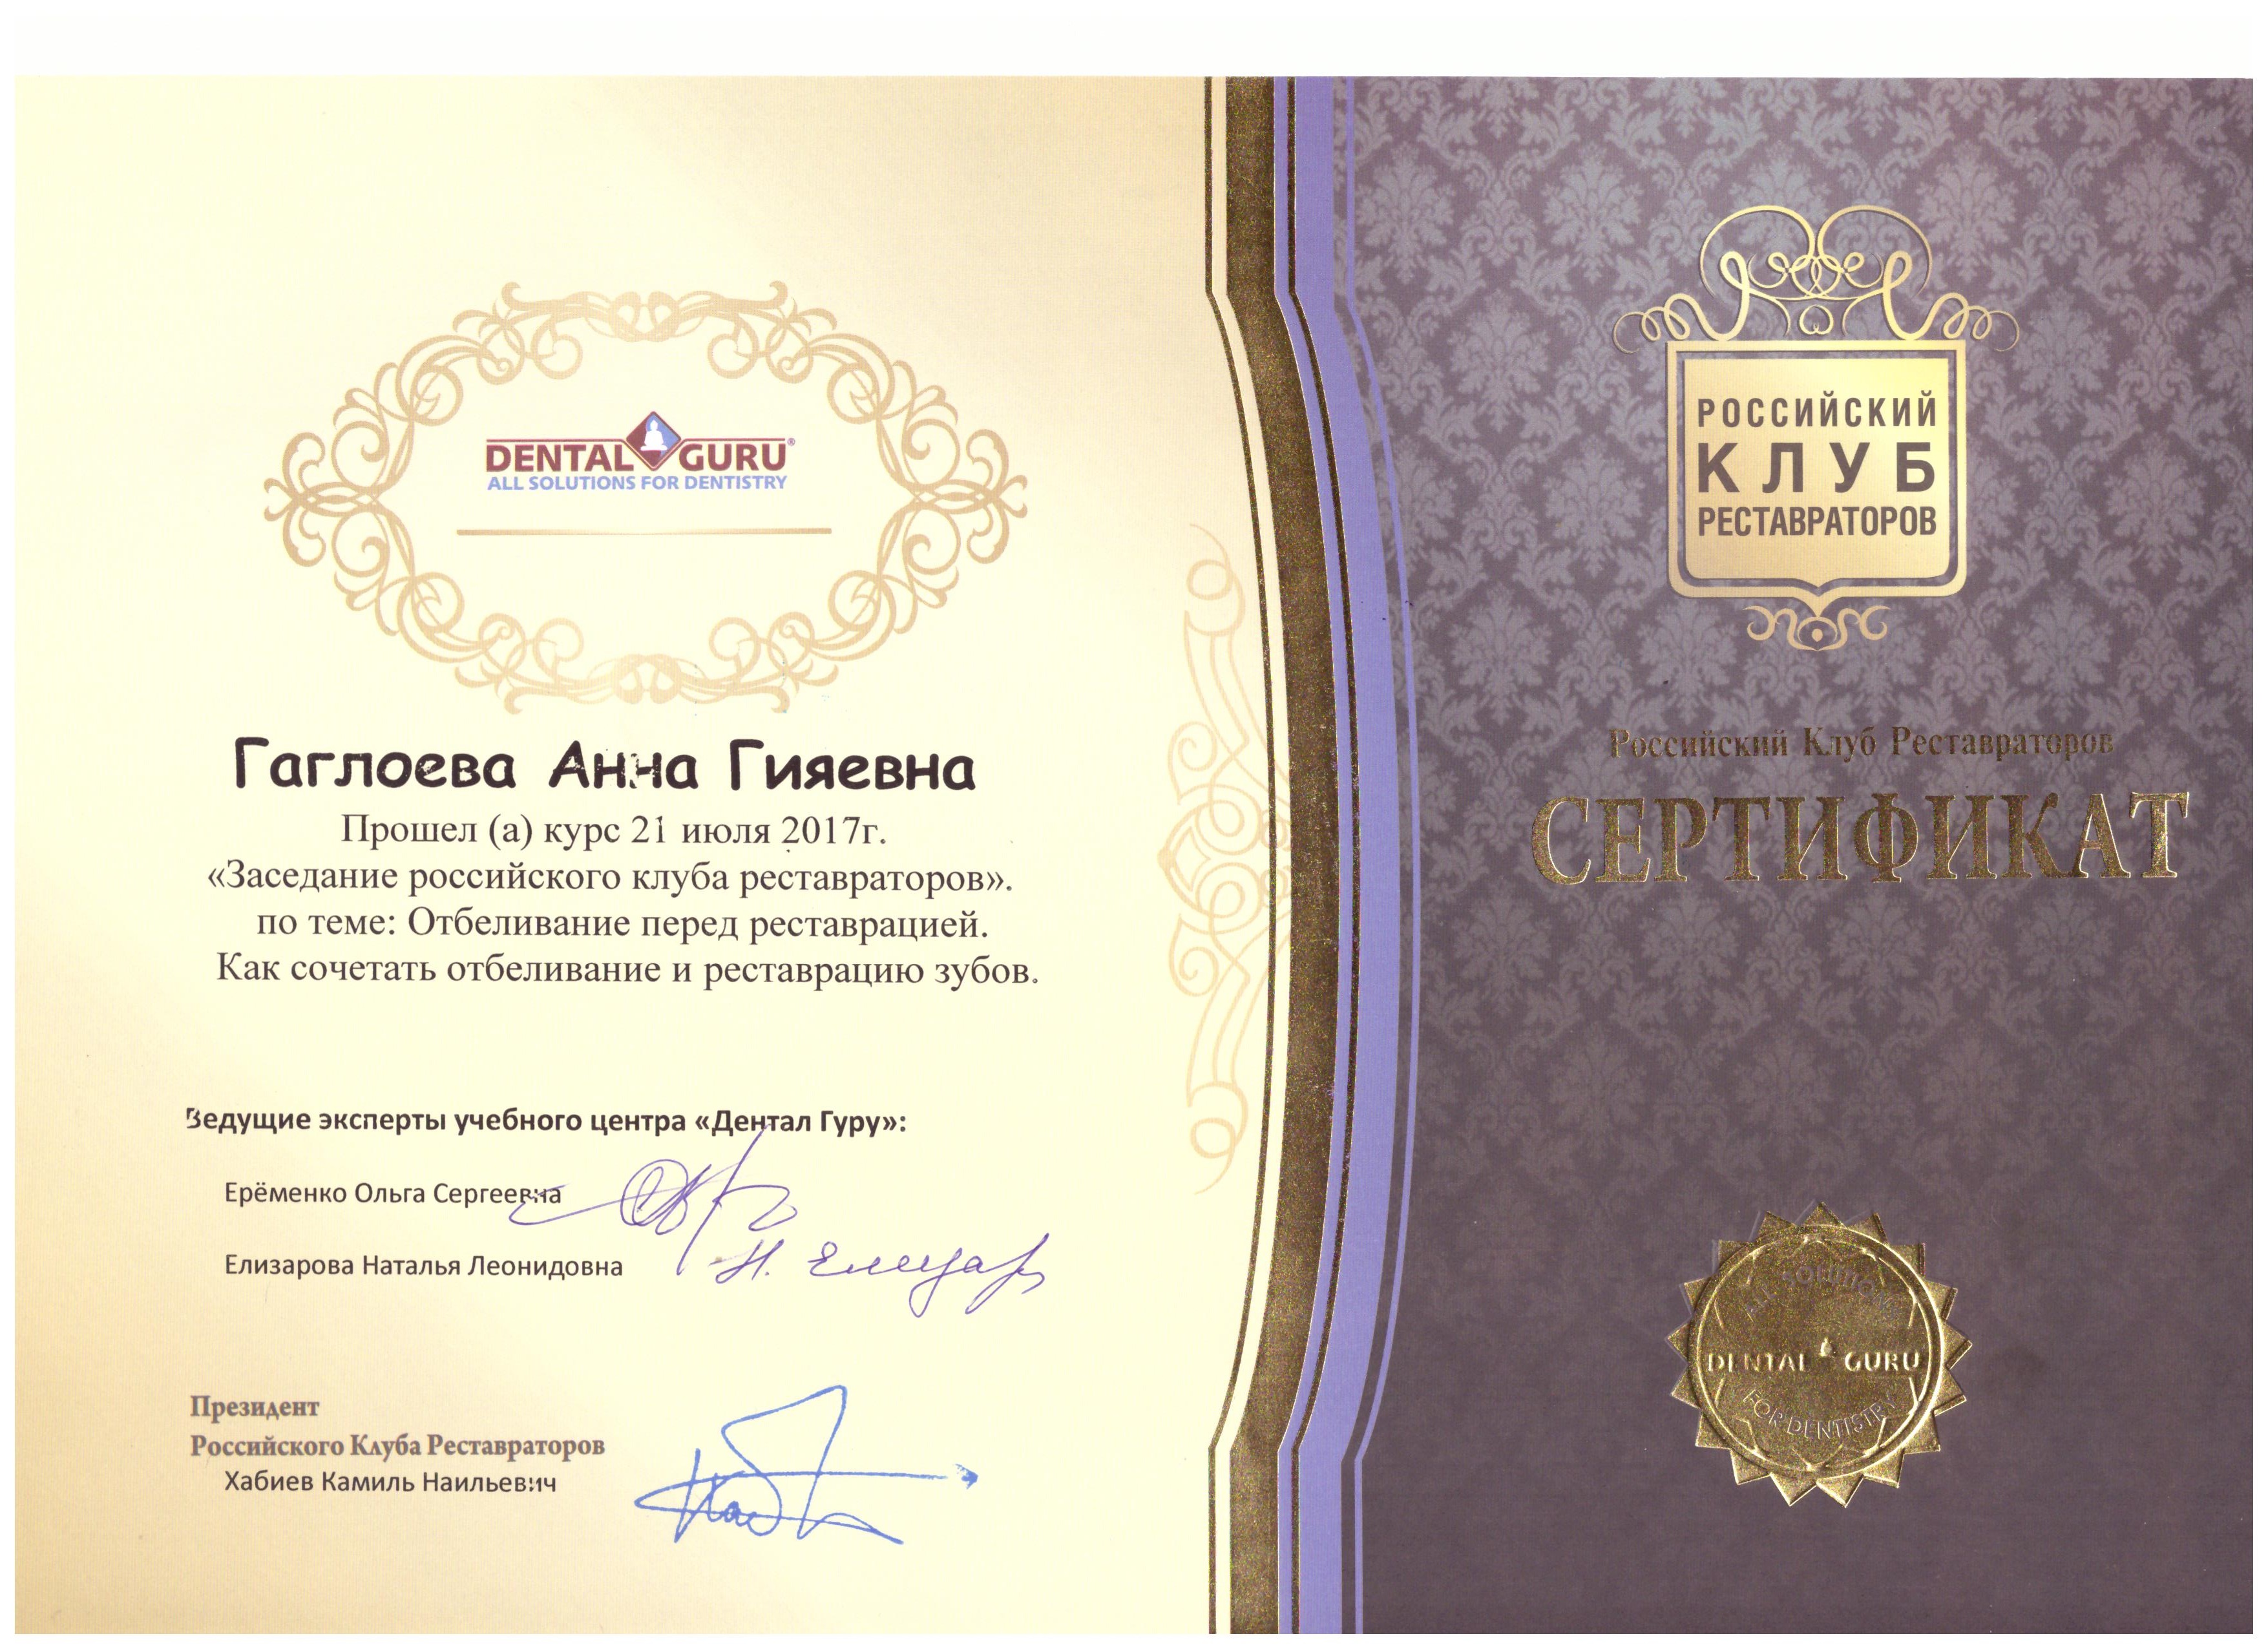 DENTAL GURU®
ALL SOLUTIONS FOR DENTISTRY
Гаглоева Анна Гияевна
Прошел (а) курс 21 июля 2017г.
«Заседание российского клуба реставраторов».
по теме: Отбеливание перед реставрацией.
Как сочетать отбеливание и реставрацию зубов.
Ведущие эксперты учебного центра «Дентал Гуру»:
Ерёменко Ольга Сергеевна
Елизарова Наталья Леонидовна
Н. Елизар
Президент
Российского Клуба Реставраторов
Хабиев Камиль Наильевич
РОССИЙСКИЙ
КЛУБ
РЕСТАВРАТОРОВ
Российский Клуб Реставраторов
СЕРТИФИКАТ
ALL SOLUTIONS
DENTAL GURU
FOR DENTISTRY